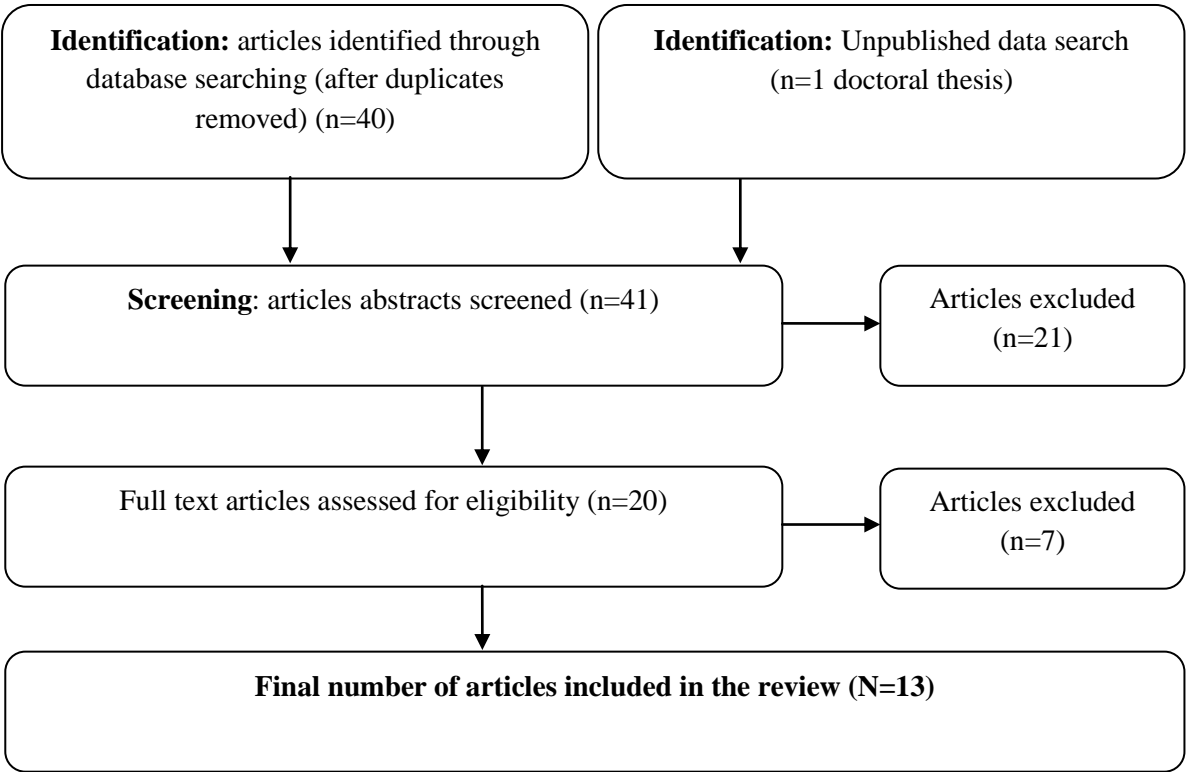 Identification: articles identified through
database searching (after duplicates
removed) (n=40)
Identification: Unpublished data search
(n=1 doctoral thesis)
Screening: articles abstracts screened (n=41)
Articles excluded
(n=21)
Full text articles assessed for eligibility (n=20)
Articles excluded
(n=7)
Final number of articles included in the review (N=13)